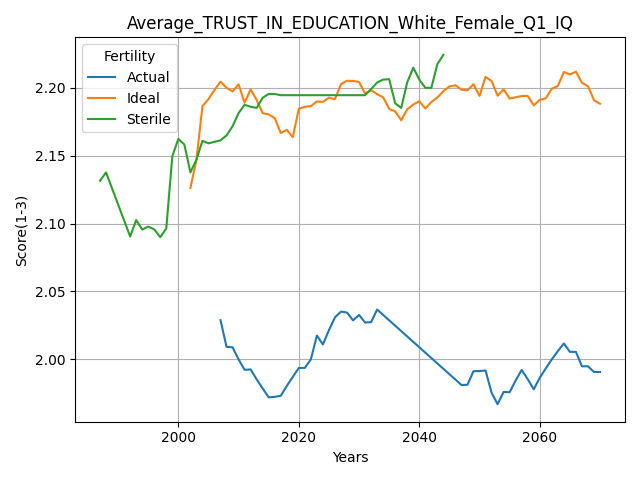 Average_TRUST_IN_EDUCATION_White_Female_Q1_IQ
Fertility
Actual
Ideal
Sterile
Score(1-3)
2.20
2.15
2.10
2.05
2.00
2000
2020
2040
2060
Years